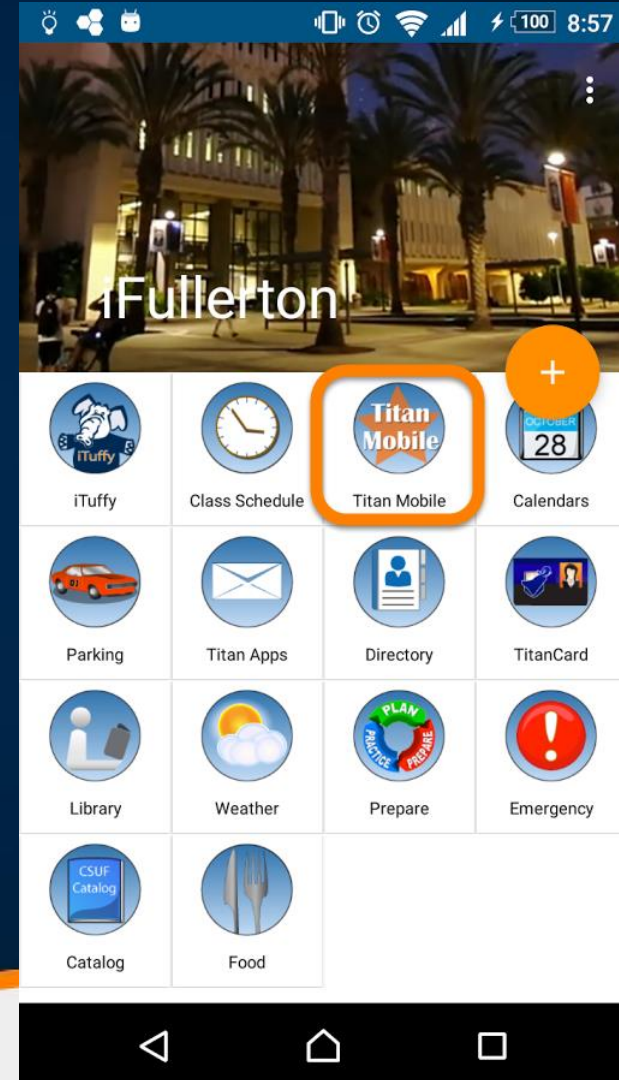 100 8:57
iFullerton
+
iTuffy
Titan
Mobile
OCTOBER
28
iTuffy
Class Schedule
Titan Mobile
Calendars
01
Parking
Titan Apps
Directory
TitanCard
PLAN
PRACTICE
PREPARE
Library
Weather
Prepare
Emergency
CSUF
Catalog
Catalog
Food